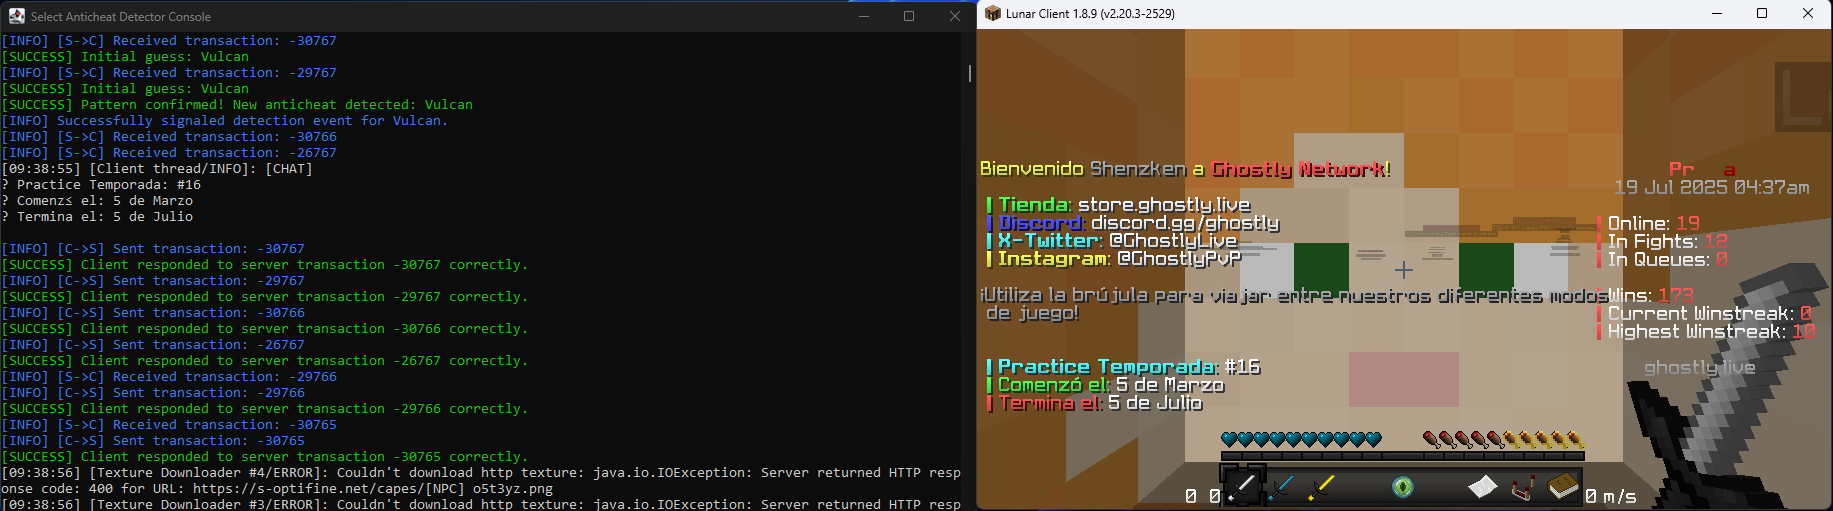 Select Anticheat Detector Console
[INFO] [S->C] Received transaction: -30767
[SUCCESS] Initial guess: Vulcan
[INFO] [S->C] Received transaction: -29767
[SUCCESS] Initial guess: Vulcan
[SUCCESS] Pattern confirmed! New anticheat detected: Vulcan
[INFO] Successfully signaled detection event for Vulcan.
[INFO] [S->C] Received transaction: -30766
[INFO] [S->C] Received transaction: -26767
[09:38:55] [Client thread/INFO]: [CHAT]
? Practice Temporada: #16
? Comenz≤ el: 5 de Marzo
? Termina el: 5 de Julio
[INFO] [C->S] Sent transaction: -30767
[SUCCESS] Client responded to server transaction -30767 correctly.
[INFO] [C->S] Sent transaction: -29767
[SUCCESS] Client responded to server transaction -29767 correctly.
[INFO] [C->S] Sent transaction: -30766
[SUCCESS] Client responded to server transaction -30766 correctly.
[INFO] [C->S] Sent transaction: -26767
[SUCCESS] Client responded to server transaction -26767 correctly.
[INFO] [S->C] Received transaction: -29766
[INFO] [C->S] Sent transaction: -29766
[SUCCESS] Client responded to server transaction -29766 correctly.
[INFO] [S->C] Received transaction: -30765
[INFO] [C->S] Sent transaction: -30765
[SUCCESS] Client responded to server transaction -30765 correctly.
[09:38:56] [Texture Downloader #4/ERROR]: Couldn't download http texture: java.io.IOException: Server returned HTTP resp
onse code: 400 for URL: https://s-optifine.net/capes/[NPC] o5t3yz.png
[09:38:56] [Texture Downloader #3/ERROR]: Couldn't download http texture: java.io.IOException: Server returned HTTP resp
Lunar Client 1.8.9 (v2.20.3-2529)
Bienvenido Shenzken a Ghostly Network!
Tienda: store.ghostly.live
Discord: discord.gg/ghostly
X-Twitter: @GhostlyLive
Instagram: @GhostlyPvP
¡Utiliza la brújula para viajar entre nuestros diferentes modos
de juego!
Practice Temporada: #16
Comenzó el: 5 de Marzo
Termina el: 5 de Julio
Pr a
19 Jul 2025 04:37am
Online: 19
In Fights: 12
In Queues: 0
Wins: 173
Current Winstreak: 0
Highest Winstreak: 10
ghostly.live
0 0
0 m/s